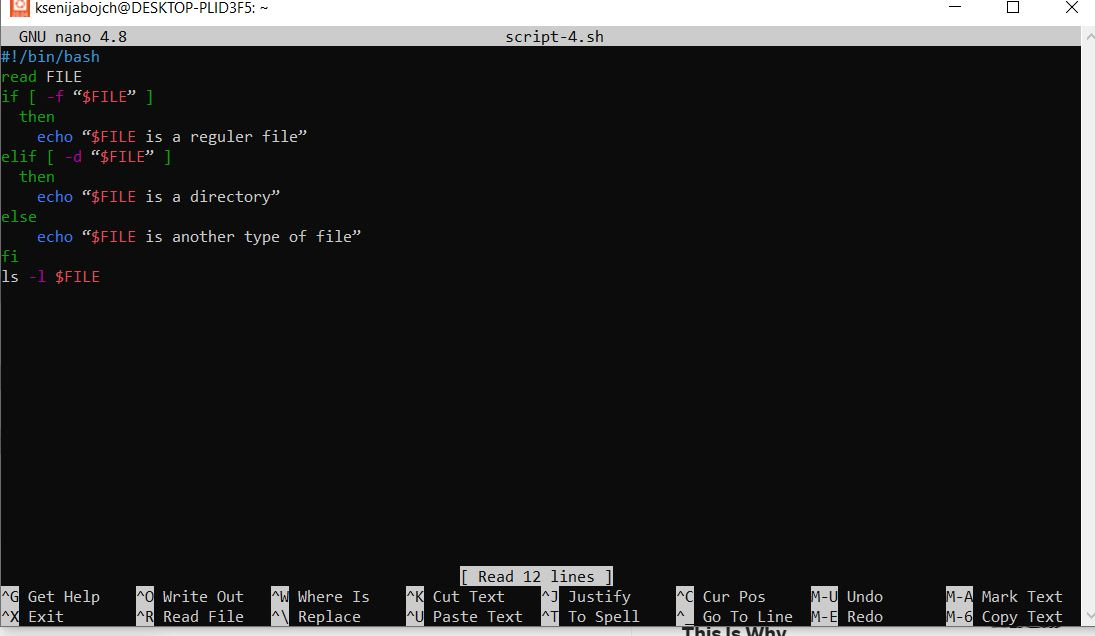 ksenijabojch@DESKTOP-PLID3F5: ~
GNU nano 4.8 script-4.sh
#!/bin/bash
read FILE
if [ -f “$FILE” ]
  then
    echo “$FILE is a reguler file”
elif [ -d “$FILE” ]
  then
    echo “$FILE is a directory”
else
    echo “$FILE is another type of file”
fi
ls -l $FILE
[ Read 12 lines ]
^G Get Help ^O Write Out ^W Where Is ^K Cut Text ^J Justify ^C Cur Pos M-U Undo M-A Mark Text
^X Exit ^R Read File ^\ Replace ^U Paste Text ^T To Spell ^_ Go To Line M-E Redo M-6 Copy Text
This Is Why